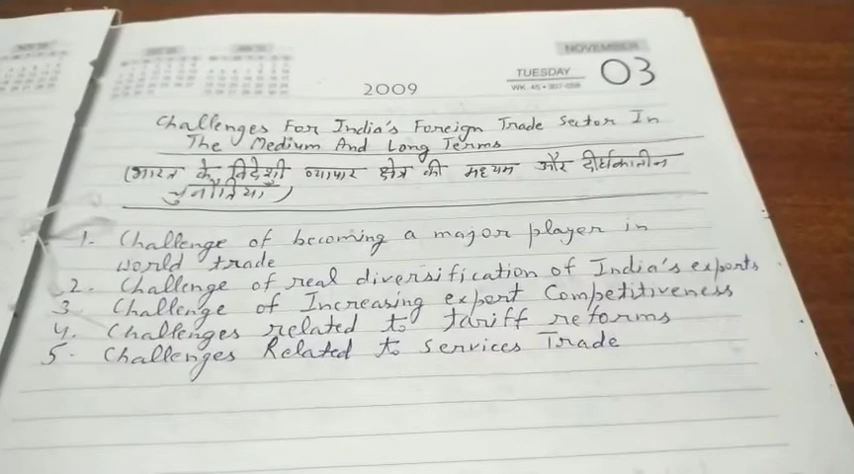 NOVEMBER
2009
TUESDAY 03
WK. 45 •
Challenges For India's Foreign Trade Sector In
The Medium And Long Terms
(भारत के विदेशी व्यापार क्षेत्र की मध्यम और दीर्घकालीन
चुनौतियाँ)
1. Challenge of becoming a major player in
world trade
2. Challenge of real diversification of India's exports
3 Challenge of Increasing export Competitiveness
4. Challenges related to tariff reforms
5. Challenges Related to Services Trade